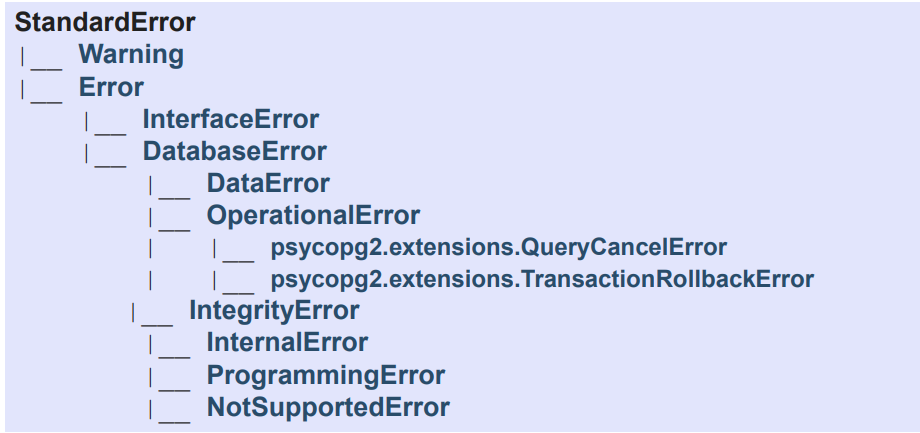 StandardError
|__ Warning
|__ Error
    |__ InterfaceError
    |__ DatabaseError
        |__ DataError
        |__ OperationalError
        |   |__ psycopg2.extensions.QueryCancelError
        |   |__ psycopg2.extensions.TransactionRollbackError
       |__ IntegrityError
        |__ InternalError
        |__ ProgrammingError
        |__ NotSupportedError